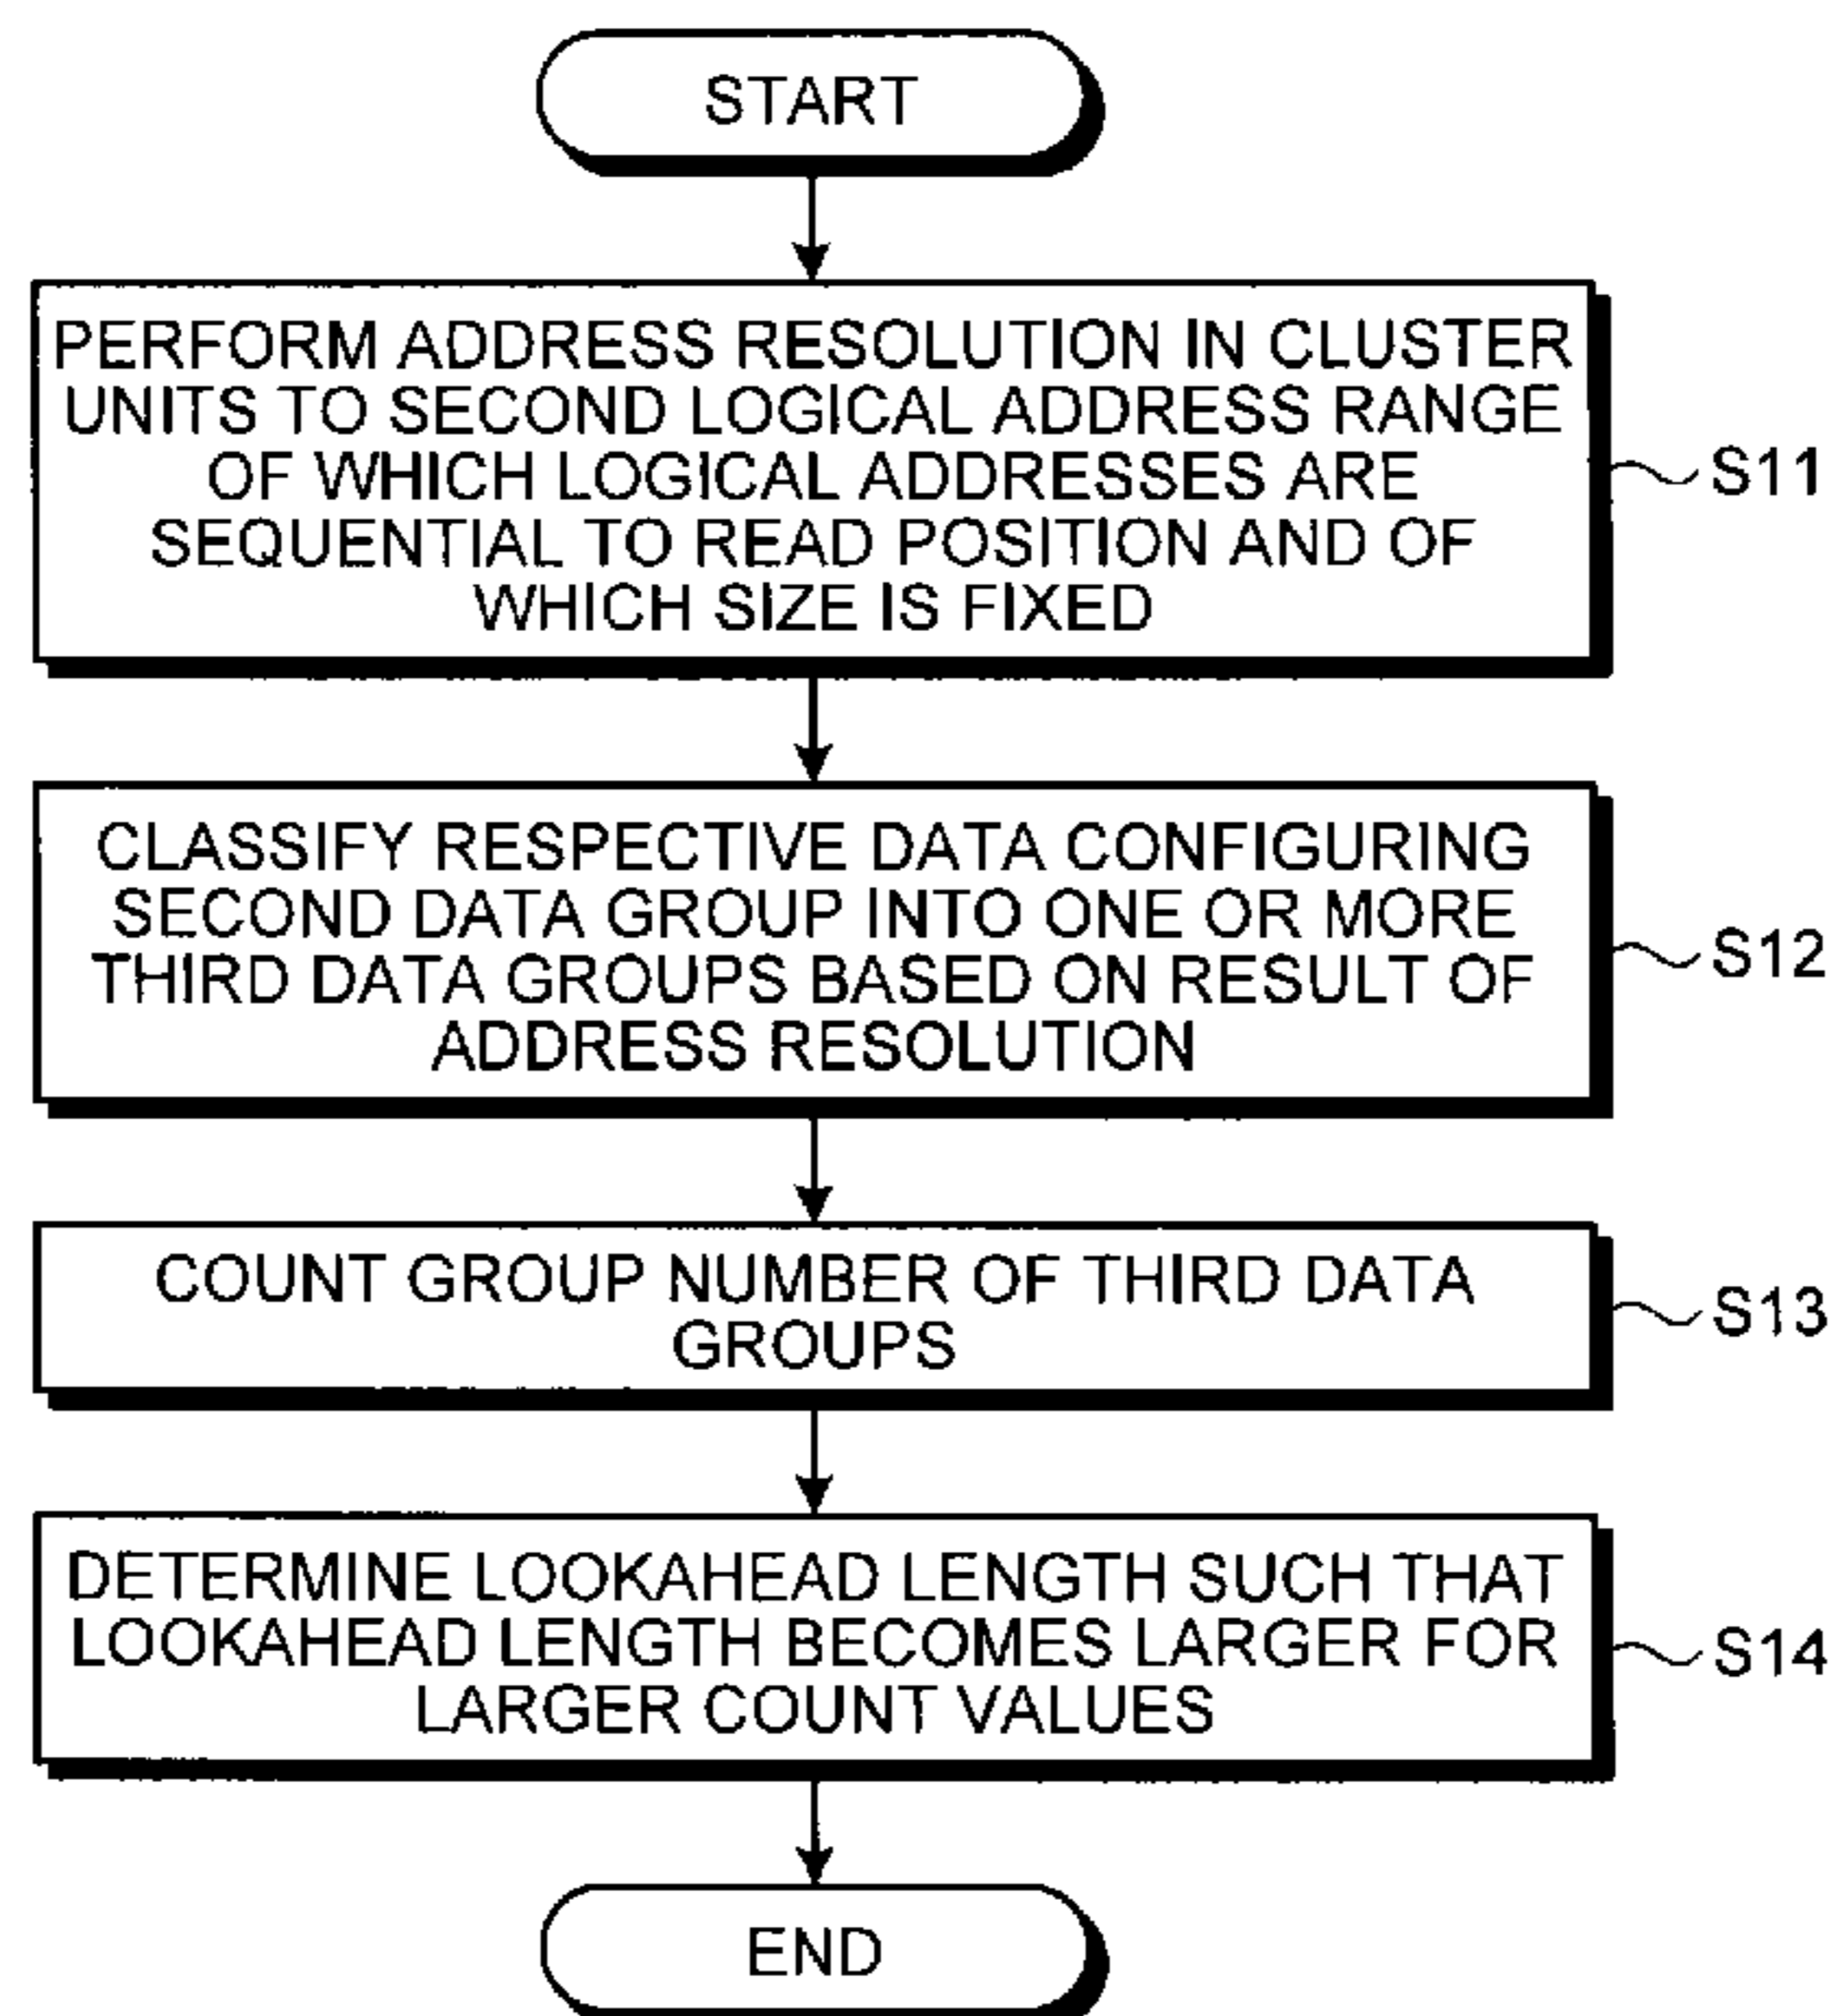 START
PERFORM ADDRESS RESOLUTION IN CLUSTER
UNITS TO SECOND LOGICAL ADDRESS RANGE
OF WHICH LOGICAL ADDRESSES ARE
SEQUENTIAL TO READ POSITION AND OF
WHICH SIZE IS FIXED
S11
CLASSIFY RESPECTIVE DATA CONFIGURING
SECOND DATA GROUP INTO ONE OR MORE
THIRD DATA GROUPS BASED ON RESULT OF
ADDRESS RESOLUTION
S12
COUNT GROUP NUMBER OF THIRD DATA
GROUPS
S13
DETERMINE LOOKAHEAD LENGTH SUCH THAT
LOOKAHEAD LENGTH BECOMES LARGER FOR
LARGER COUNT VALUES
S14
END